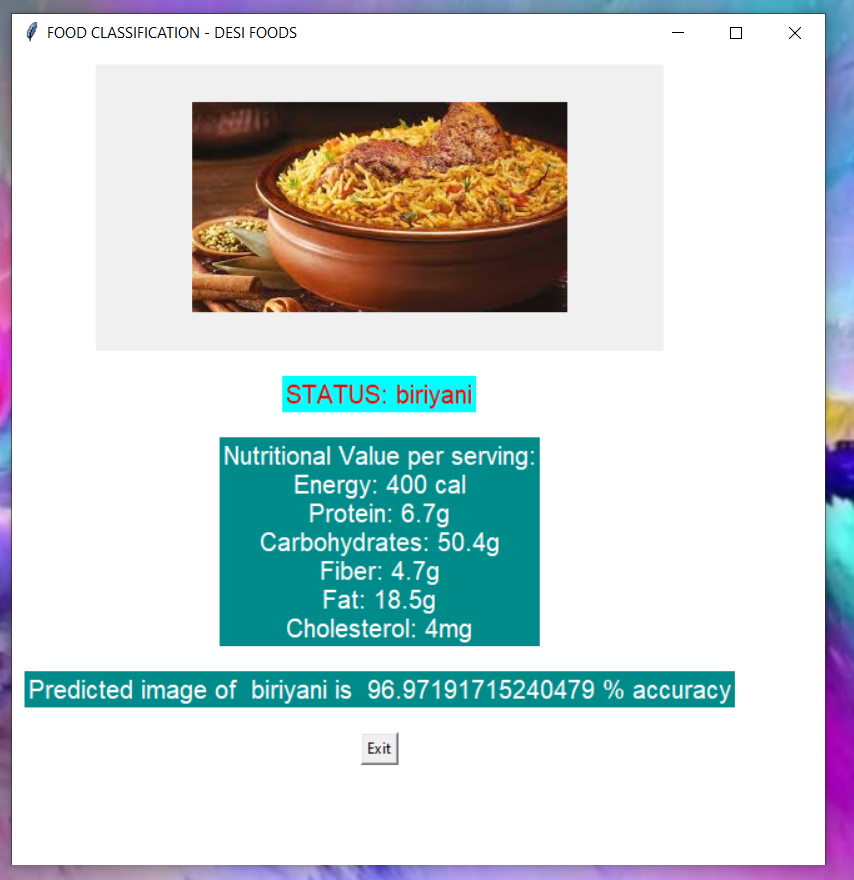 FOOD CLASSIFICATION - DESI FOODS
STATUS: biriyani
Nutritional Value per serving:
Energy: 400 cal
Protein: 6.7g
Carbohydrates: 50.4g
Fiber: 4.7g
Fat: 18.5g
Cholesterol: 4mg
Predicted image of  biriyani is  96.97191715240479 % accuracy
Exit